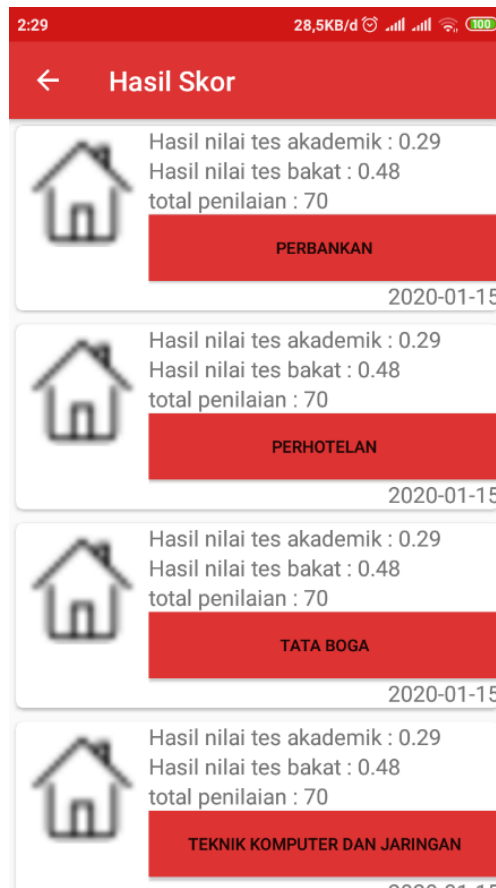 2:29 28,5KB/d 100
Hasil Skor
Hasil nilai tes akademik : 0.29
Hasil nilai tes bakat : 0.48
total penilaian : 70
PERBANKAN
2020-01-15
Hasil nilai tes akademik : 0.29
Hasil nilai tes bakat : 0.48
total penilaian : 70
PERHOTELAN
2020-01-15
Hasil nilai tes akademik : 0.29
Hasil nilai tes bakat : 0.48
total penilaian : 70
TATA BOGA
2020-01-15
Hasil nilai tes akademik : 0.29
Hasil nilai tes bakat : 0.48
total penilaian : 70
TEKNIK KOMPUTER DAN JARINGAN